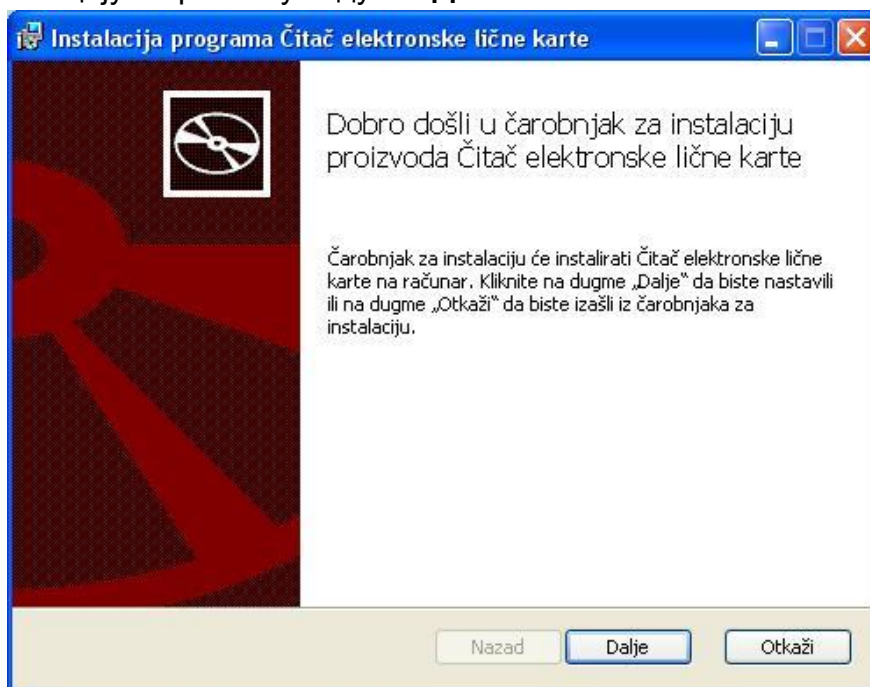 Instalacija programa Čitač elektronske lične karte
Dobro došli u čarobnjak za instalaciju
proizvoda Čitač elektronske lične karte
Čarobnjak za instalaciju će instalirati Čitač elektronske lične
karte na računar. Kliknite na dugme „Dalje“ da biste nastavili
ili na dugme „Otkaži“ da biste izašli iz čarobnjaka za
instalaciju.
Nazad
Dalje
Otkaži